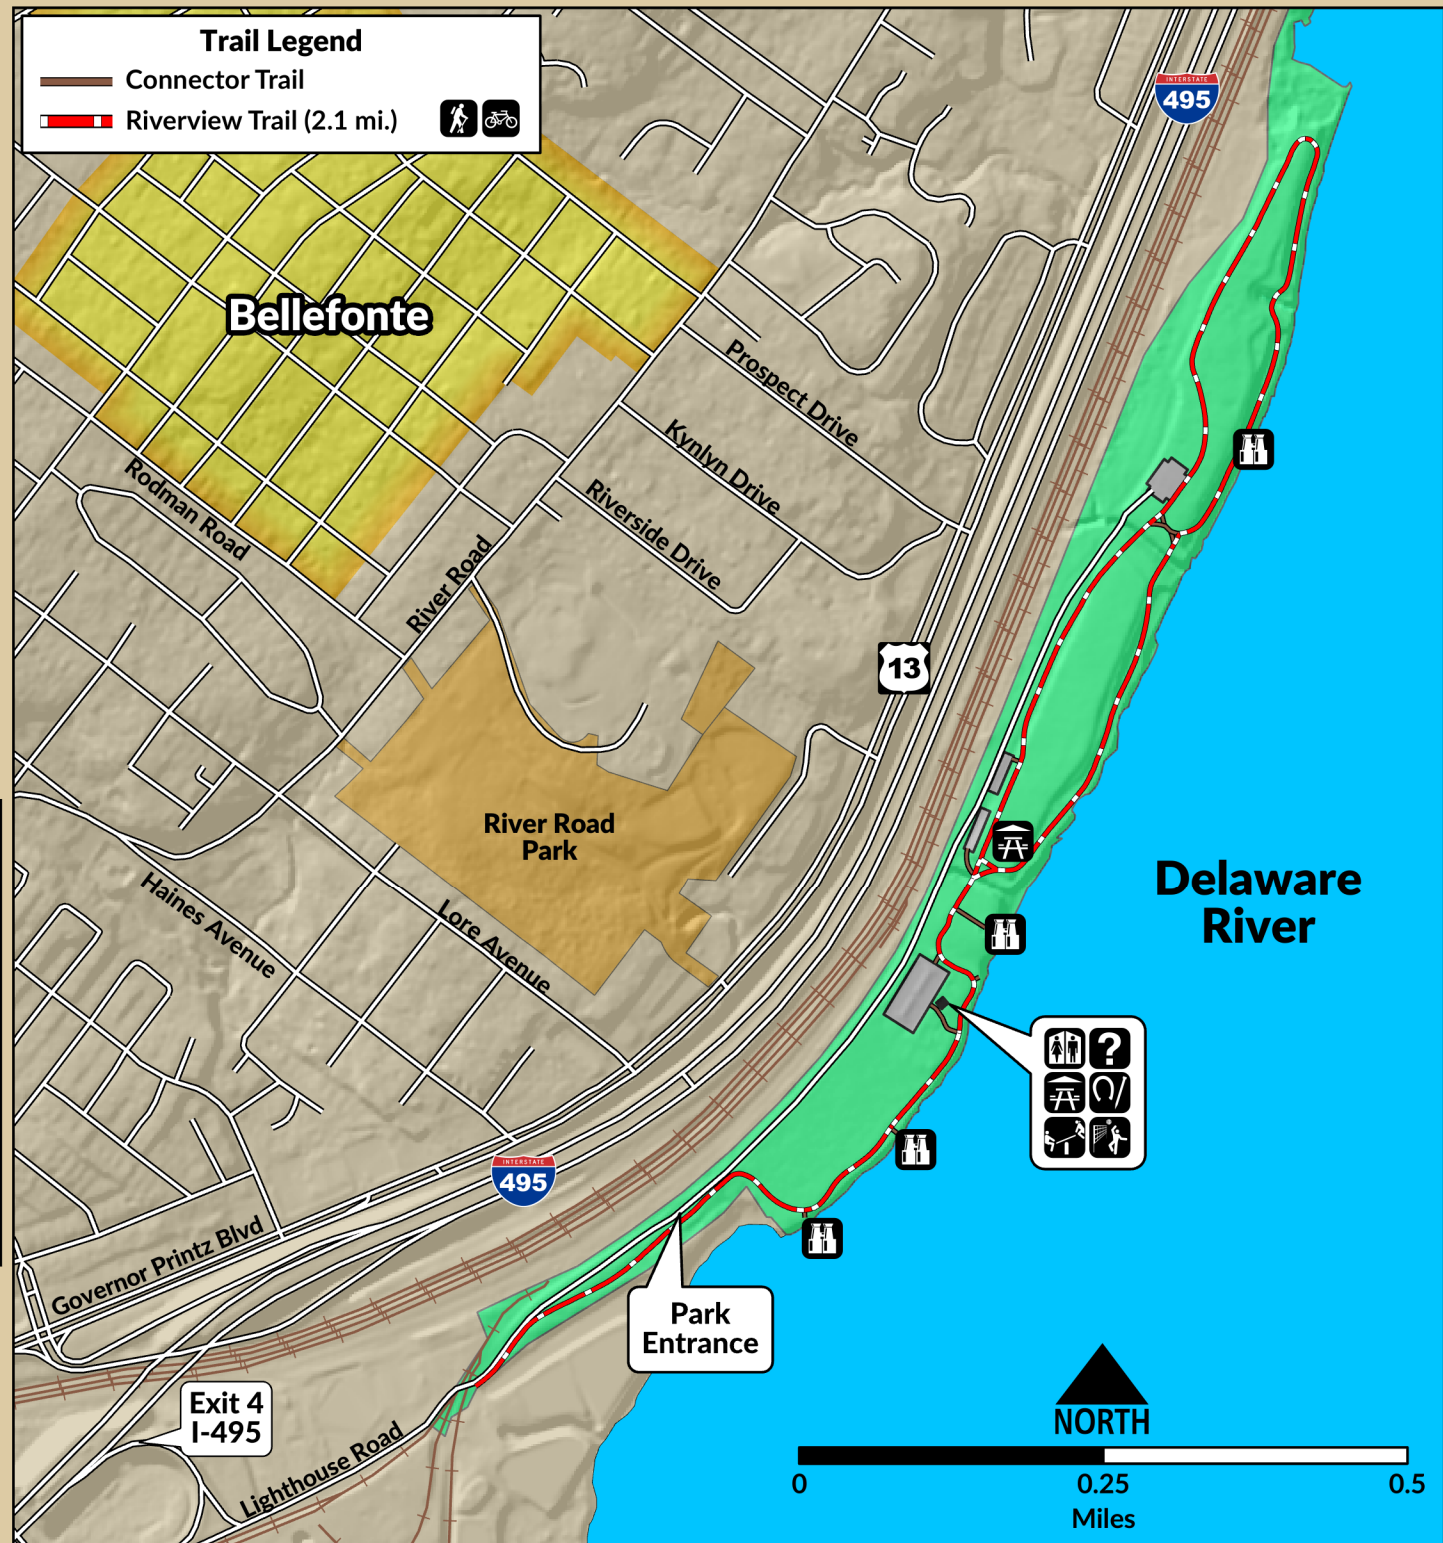 Trail Legend
Connector Trail
Riverview Trail (2.1 mi.)
INTERSTATE
495
Bellefonte
Prospect Drive
Kynlyn Drive
Riverside Drive
Rodman Road
River Road
13
River Road
Park
Haines Avenue
Lore Avenue
Delaware
River
?
INTERSTATE
495
Governor Printz Blvd
Park
Entrance
Exit 4
I-495
Lighthouse Road
NORTH
0
0.25
0.5
Miles